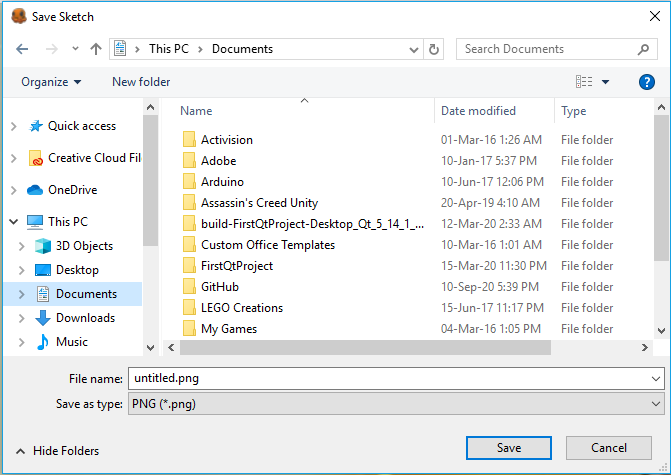 Save Sketch
This PC Documents
Search Documents
Organize New folder
Name Date modified Type
Quick access
Creative Cloud Fil
OneDrive
This PC
3D Objects
Desktop
Documents
Downloads
Music
Activision 01-Mar-16 1:26 AM File folder
Adobe 10-Jan-17 5:37 PM File folder
Arduino 10-Jun-17 12:06 PM File folder
Assassin's Creed Unity 20-Apr-19 4:10 AM File folder
build-FirstQtProject-Desktop_Qt_5_14_1_... 12-Mar-20 2:33 AM File folder
Custom Office Templates 10-Mar-16 1:01 AM File folder
FirstQtProject 15-Mar-20 11:30 PM File folder
GitHub 10-Sep-20 5:39 PM File folder
LEGO Creations 15-Jun-17 11:17 PM File folder
My Games 04-Mar-16 1:05 PM File folder
File name: untitled.png
Save as type: PNG (*.png)
Hide Folders Save Cancel